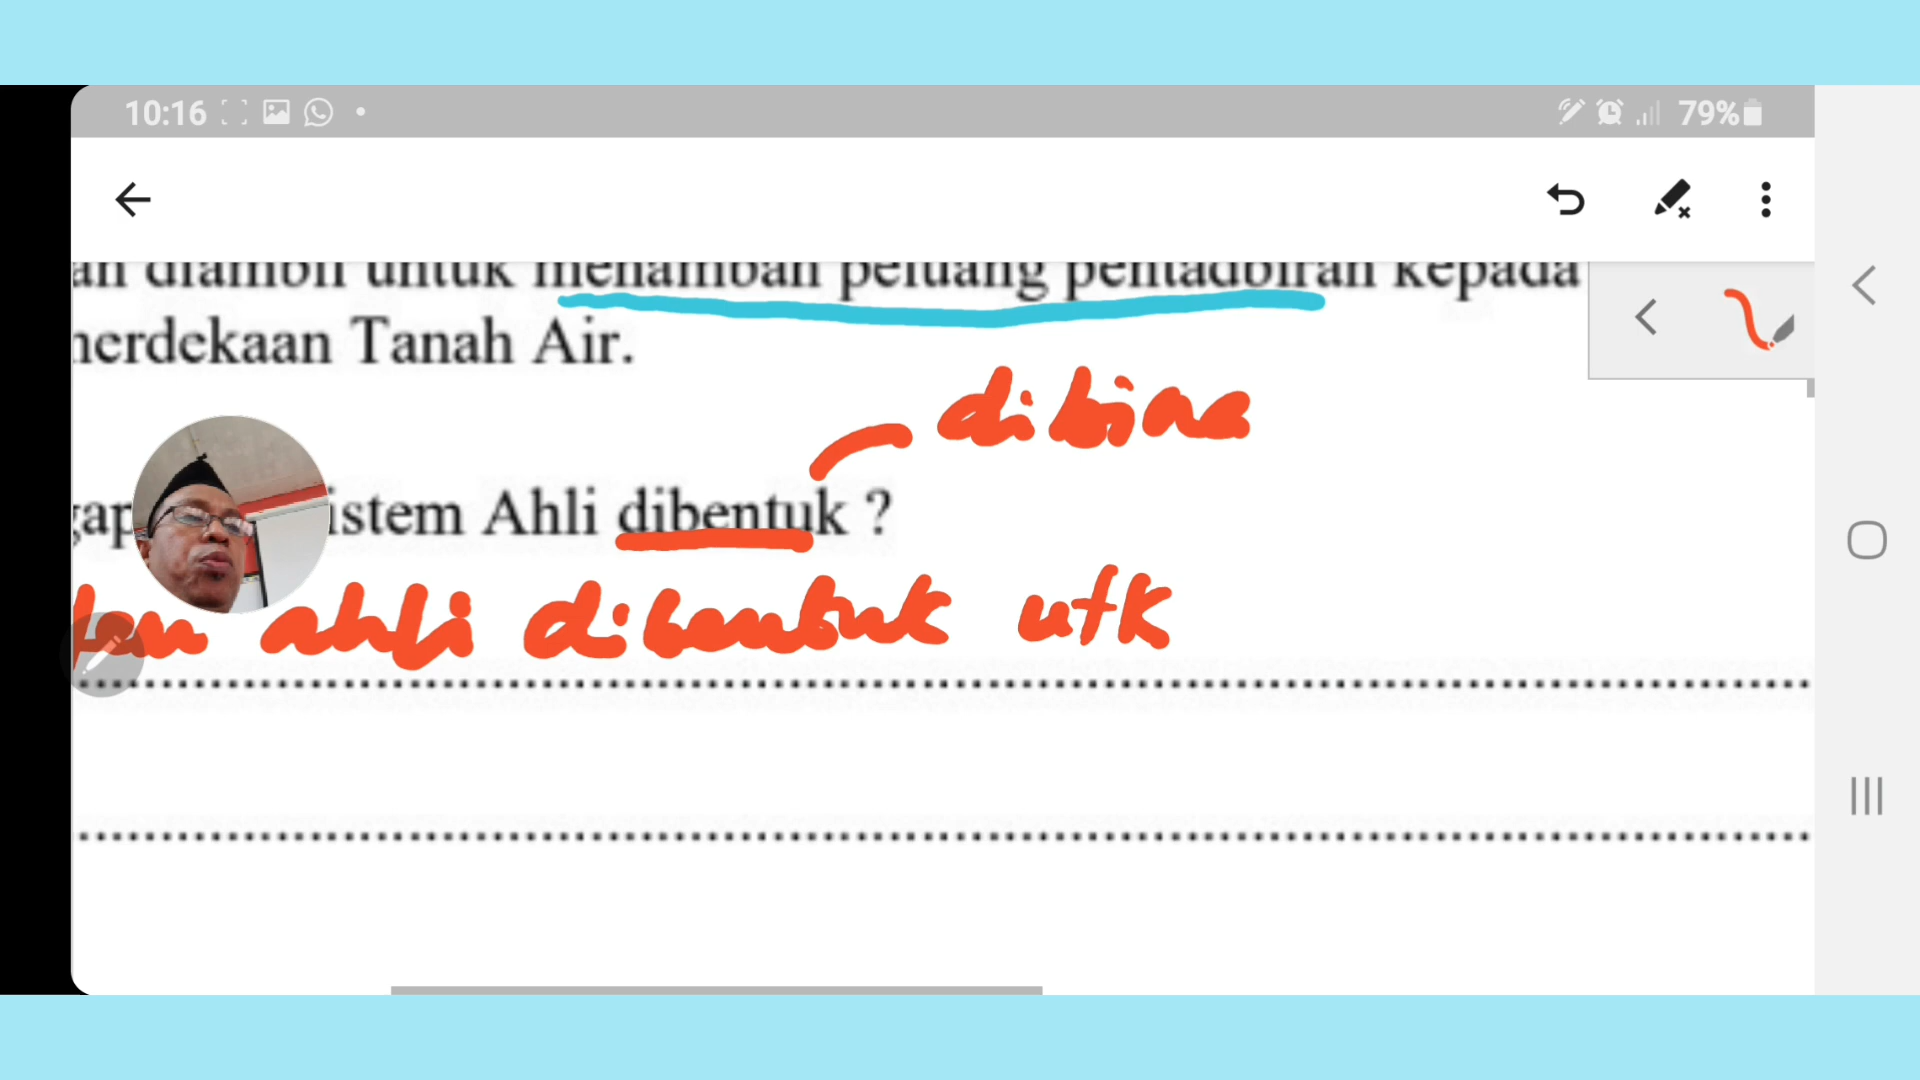 10:16
79%
an diambil untuk menambah peluang pentadbiran kepada
merdekaan Tanah Air.
dibina
gap istem Ahli dibentuk ?
ahli dibentuk utk